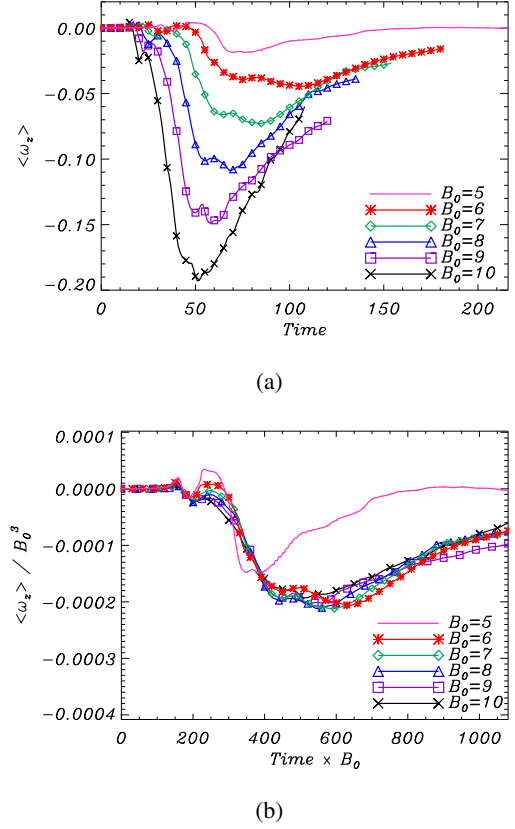 0.00
-0.05
-0.10
-0.15
-0.20
<ω_z>
B_0=5
B_0=6
B_0=7
B_0=8
B_0=9
B_0=10
0 50 100 150 200
Time
(a)
0.0001
0.0000
-0.0001
-0.0002
-0.0003
-0.0004
<ω_z> / B_0^3
B_0=5
B_0=6
B_0=7
B_0=8
B_0=9
B_0=10
0 200 400 600 800 1000
Time × B_0
(b)